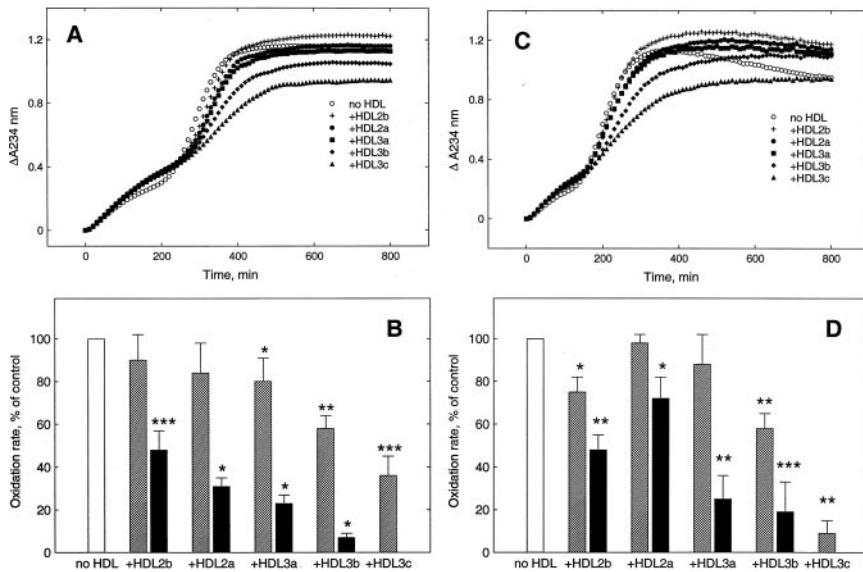 A
1.2
0.8
0.4
0
ΔA234 nm
no HDL
+HDL2b
+HDL2a
+HDL3a
+HDL3b
+HDL3c
0 200 400 600 800
Time, min
C
1.2
0.8
0.4
0
Δ A234 nm
no HDL
+HDL2b
+HDL2a
+HDL3a
+HDL3b
+HDL3c
0 200 400 600 800
Time, min
B
100
80
60
40
20
0
Oxidation rate, % of control
***
*
*
*
**
*
***
no HDL +HDL2b +HDL2a +HDL3a +HDL3b +HDL3c
D
100
80
60
40
20
0
Oxidation rate, % of control
*
**
*
**
**
***
**
no HDL +HDL2b +HDL2a +HDL3a +HDL3b +HDL3c